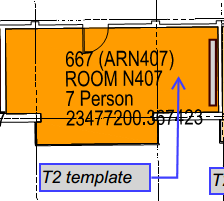 667 (ARN407)
ROOM N407
7 Person
23477200.367423
T2 template